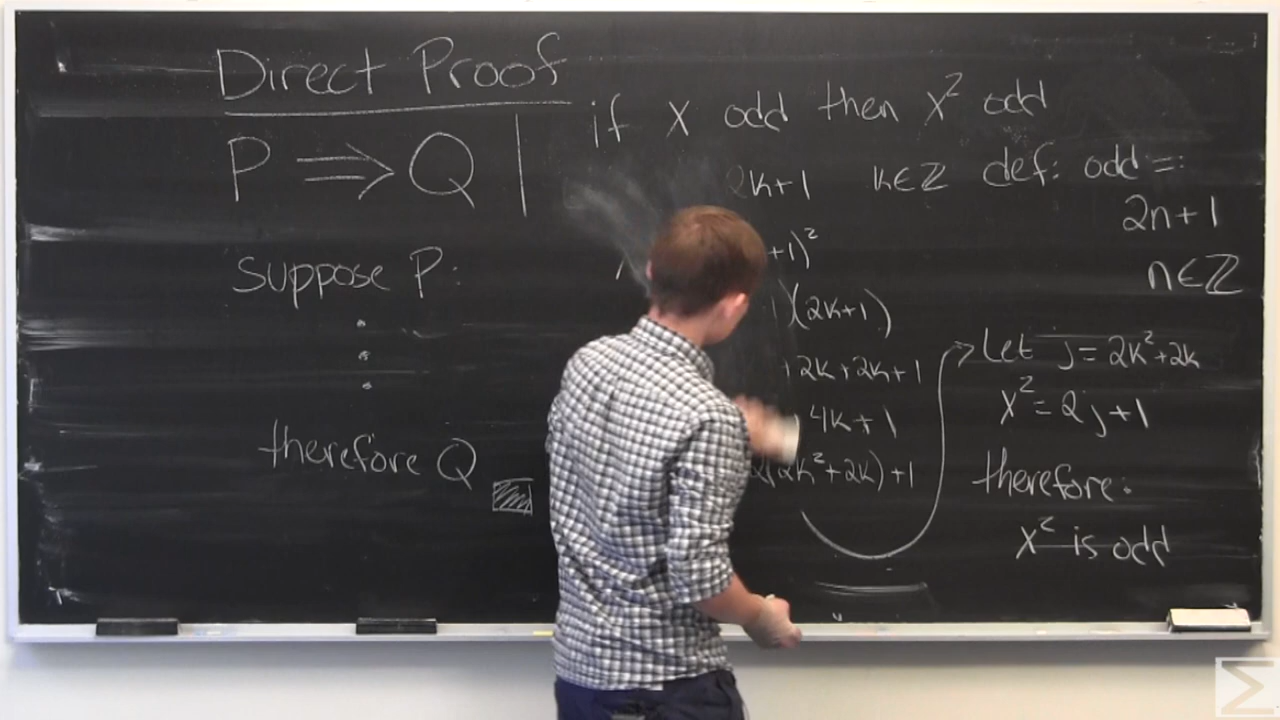 Direct Proof
P ⇒ Q
Suppose P:
therefore Q
if x odd then x² odd
2k+1 k∈ℤ
+1)²
)(2k+1)
+2k+2k+1
4k+1
2(2k²+2k)+1
def: odd =:
2n+1
n∈ℤ
Let j=2k²+2k
x²=2j+1
therefore:
x² is odd
Σ